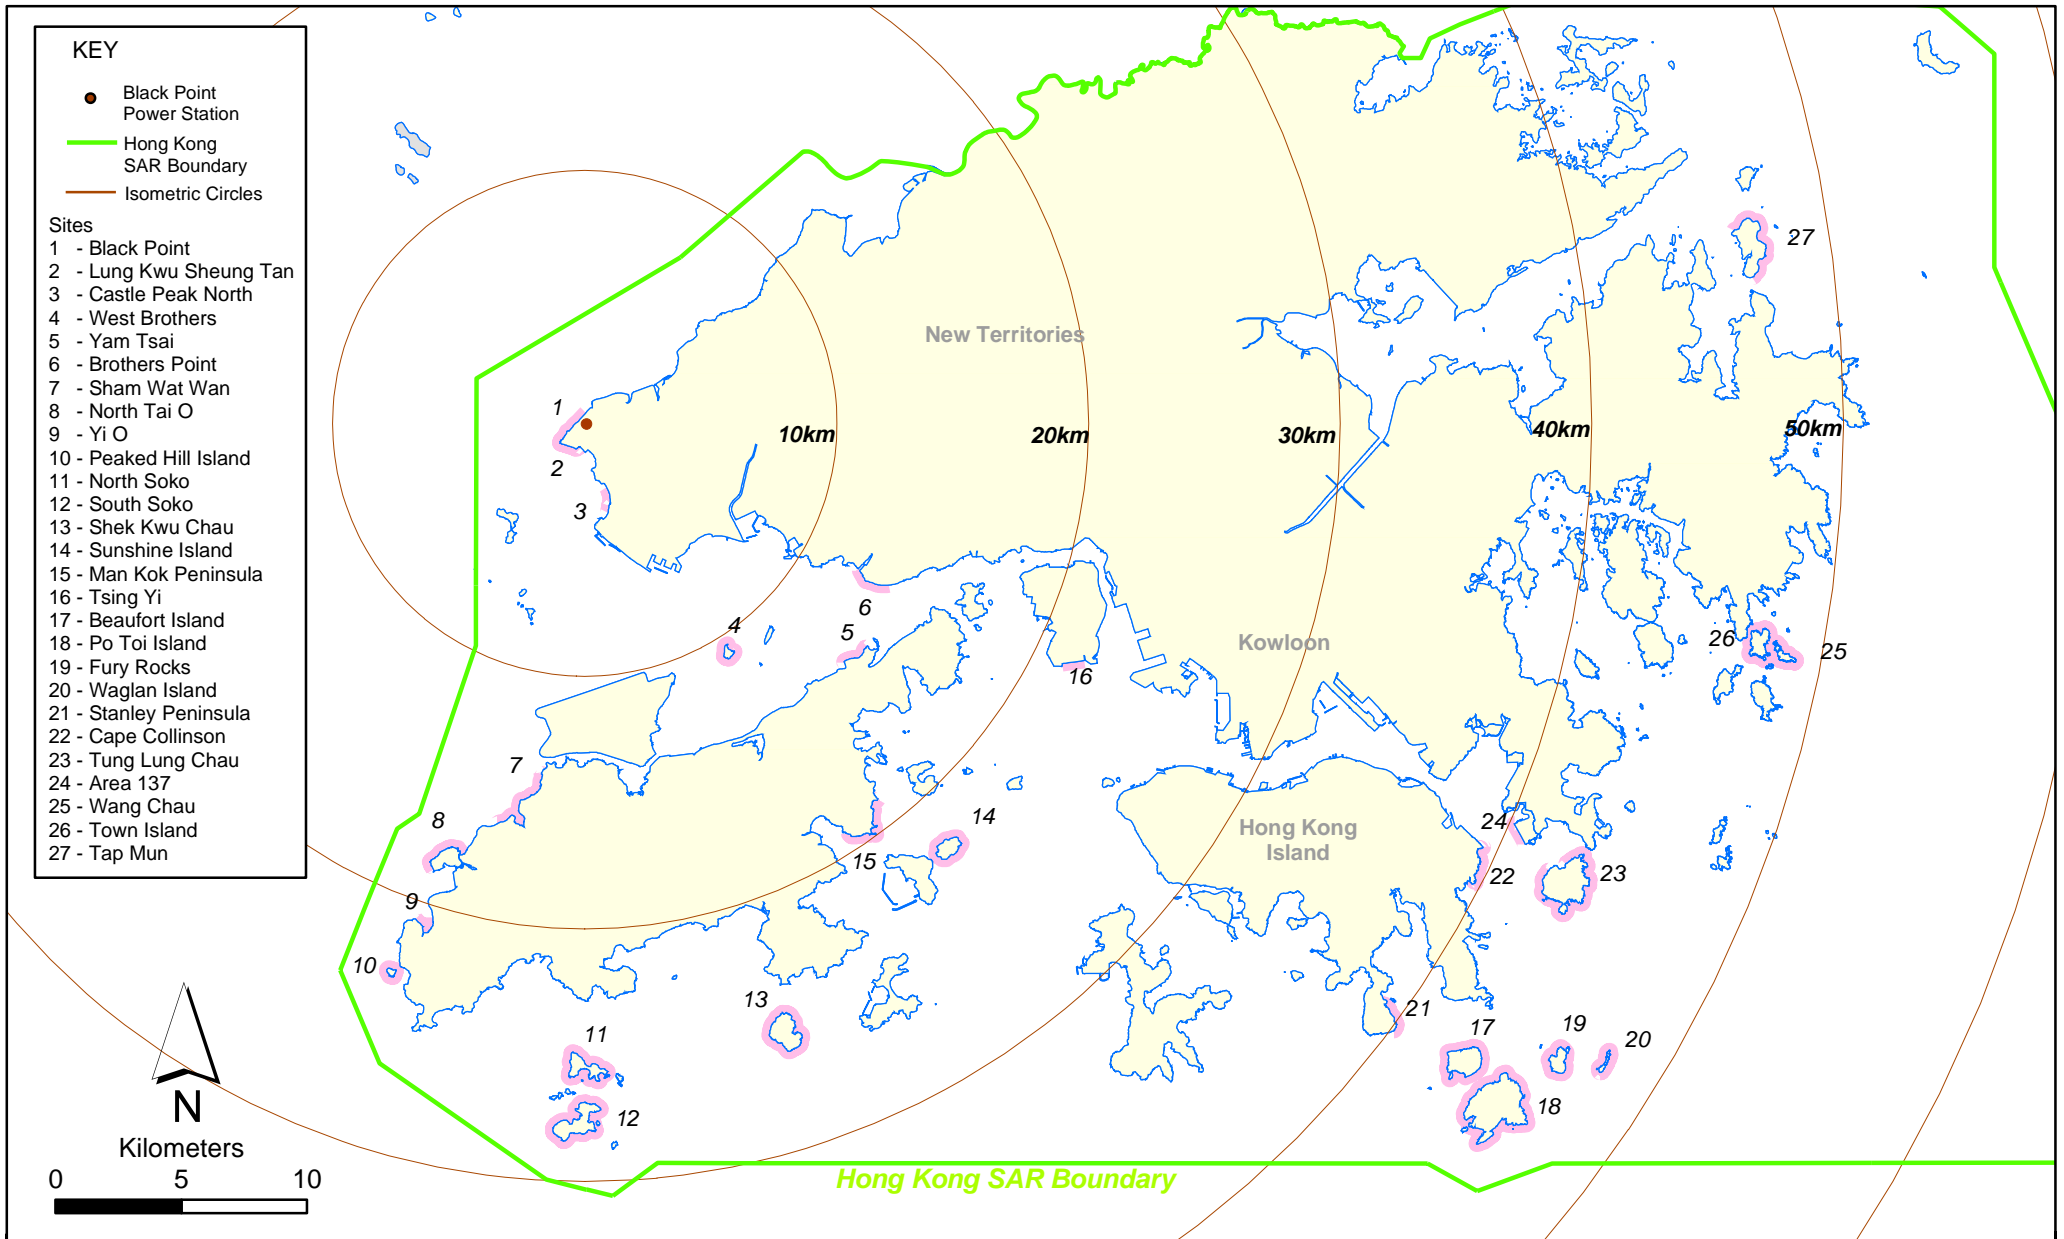 KEY
Black Point
Power Station
Hong Kong
SAR Boundary
Isometric Circles
Sites
1 - Black Point
2 - Lung Kwu Sheung Tan
3 - Castle Peak North
4 - West Brothers
5 - Yam Tsai
6 - Brothers Point
7 - Sham Wat Wan
8 - North Tai O
9 - Yi O
10 - Peaked Hill Island
11 - North Soko
12 - South Soko
13 - Shek Kwu Chau
14 - Sunshine Island
15 - Man Kok Peninsula
16 - Tsing Yi
17 - Beaufort Island
18 - Po Toi Island
19 - Fury Rocks
20 - Waglan Island
21 - Stanley Peninsula
22 - Cape Collinson
23 - Tung Lung Chau
24 - Area 137
25 - Wang Chau
26 - Town Island
27 - Tap Mun
27
New Territories
1
10km
20km
30km
40km
50km
2
3
6
4
5
Kowloon
26
25
16
7
8
14
24
Hong Kong
Island
15
22
23
9
10
13
21
11
17
19
20
12
18
N
Kilometers
0 5 10
Hong Kong SAR Boundary